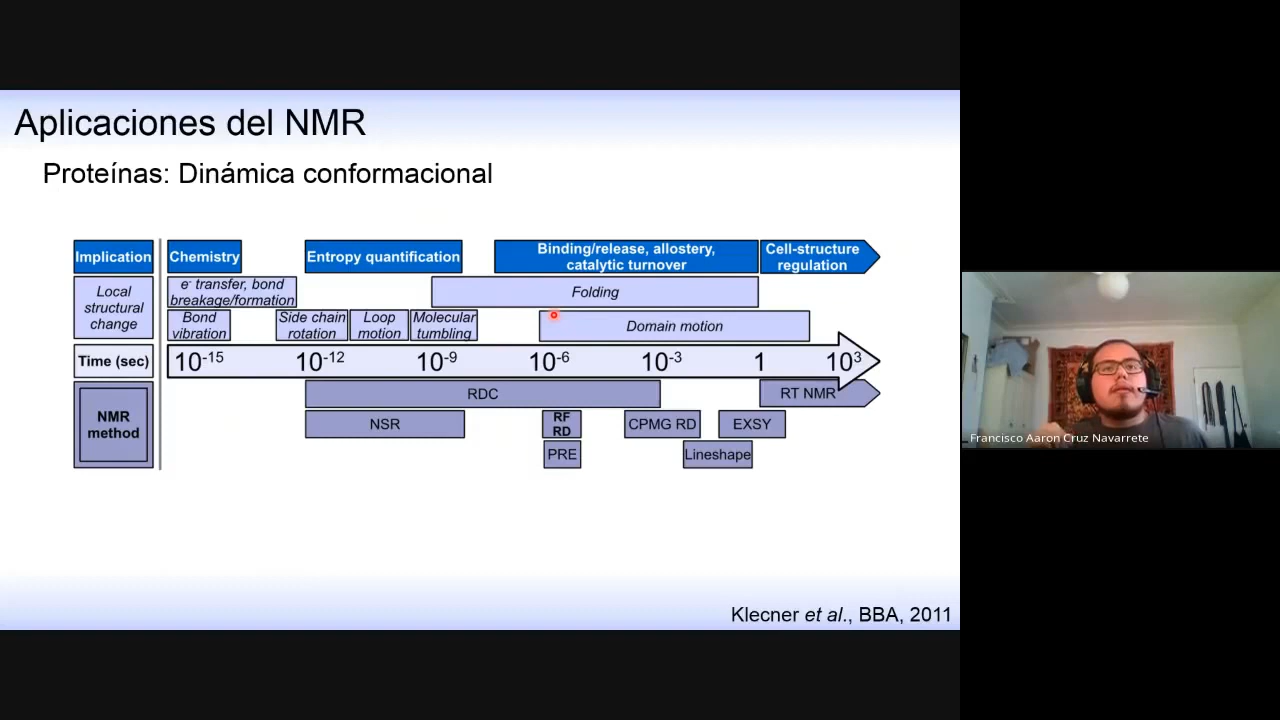 Aplicaciones del NMR
Proteínas: Dinámica conformacional
Implication
Chemistry
Entropy quantification
Binding/release, allostery,
catalytic turnover
Cell-structure
regulation
Local
structural
change
e- transfer, bond
breakage/formation
Folding
Bond
vibration
Side chain
rotation
Loop
motion
Molecular
tumbling
Domain motion
Time (sec)
10-15
10-12
10-9
10-6
10-3
1
103
NMR
method
RDC
RT NMR
NSR
RF
RD
CPMG RD
EXSY
PRE
Lineshape
Klecner et al., BBA, 2011
Francisco Aaron Cruz Navarrete